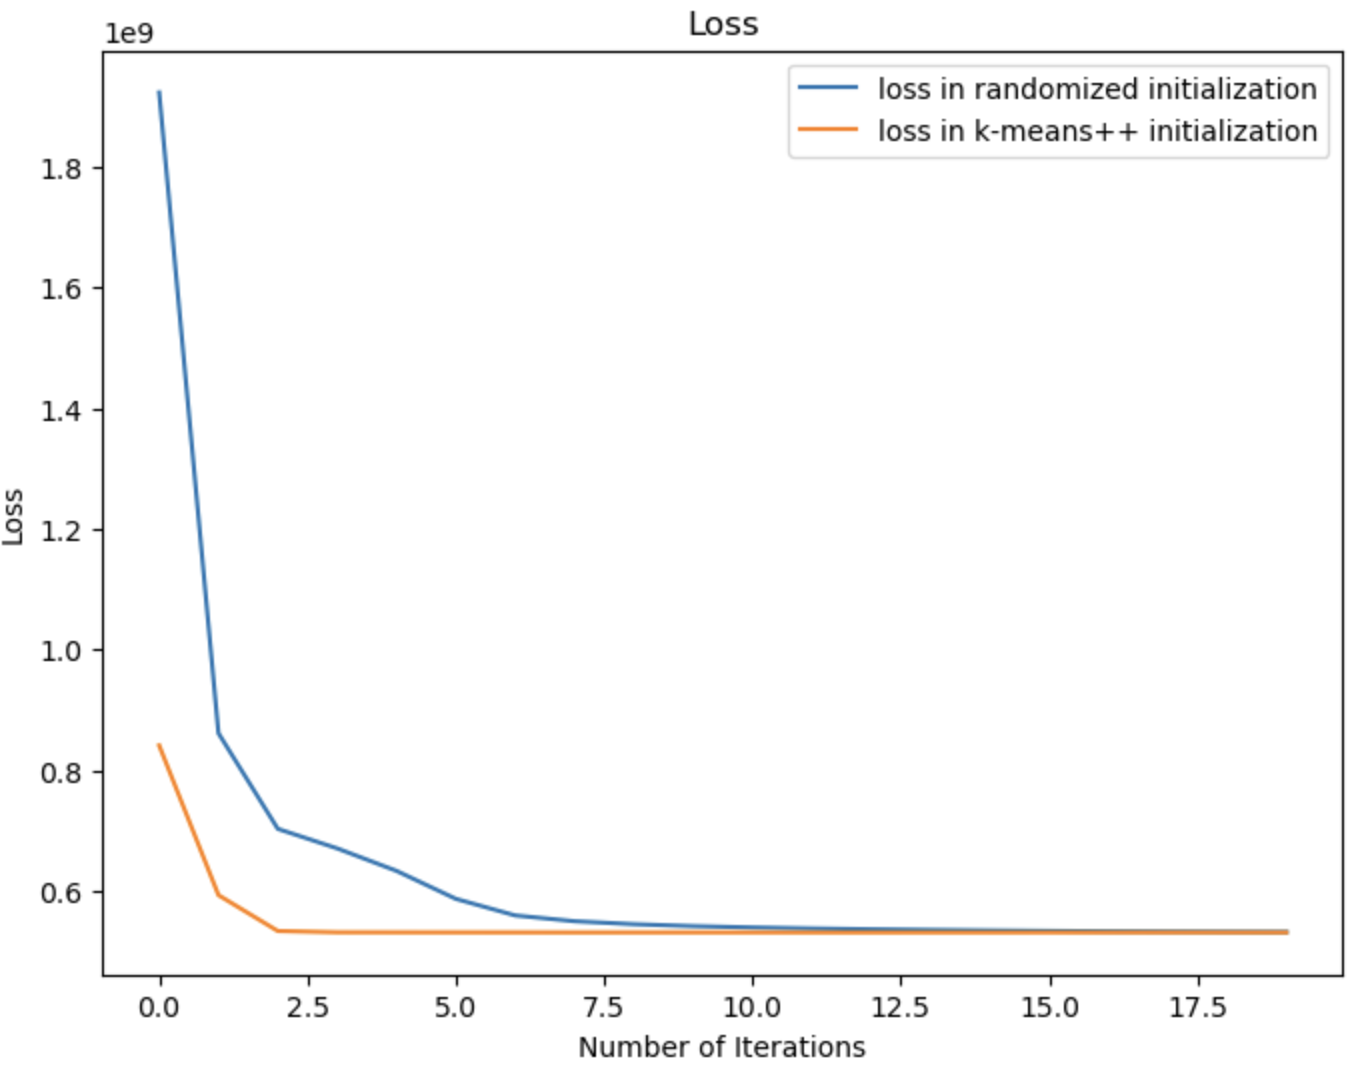 Loss
1e9
loss in randomized initialization
loss in k-means++ initialization
1.8
1.6
1.4
1.2
1.0
0.8
0.6
Loss
0.0 2.5 5.0 7.5 10.0 12.5 15.0 17.5
Number of Iterations